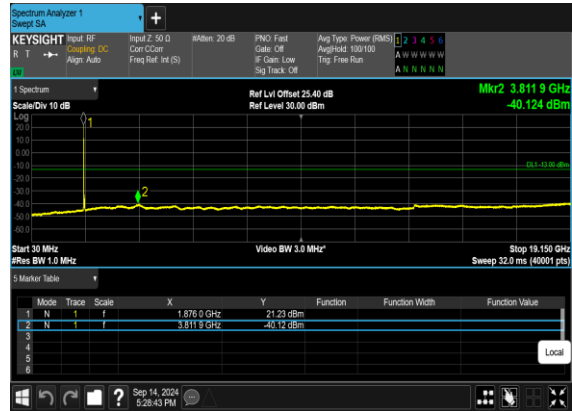 Spectrum Analyzer 1
Swept SA
+
KEYSIGHT Input: RF Input Z: 50 Ω #Atten: 20 dB PNO: Fast Avg Type: Power (RMS) 1 2 3 4 5 6
R T Coupling: DC Corr CCorr Gate: Off Avg|Hold: 100/100 A W W W W W
Align: Auto Freq Ref: Int (S) IF Gain: Low Trig: Free Run
Sig Track: Off A N N N N N
1 Spectrum Ref Lvl Offset 25.40 dB Mkr2 3.811 9 GHz
Scale/Div 10 dB Ref Level 30.00 dBm -40.124 dBm
Log
1
20.0
10.0
0.00
-10.0 DL1 -13.00 dBm
-20.0
-30.0
2
-40.0
-50.0
-60.0
Start 30 MHz Video BW 3.0 MHz* Stop 19.150 GHz
#Res BW 1.0 MHz Sweep 32.0 ms (40001 pts)
5 Marker Table
Mode Trace Scale X Y Function Function Width Function Value
1 N 1 f 1.876 0 GHz 21.23 dBm
2 N 1 f 3.811 9 GHz -40.12 dBm
3
4
5
6
Local
? Sep 14, 2024
5:28:43 PM